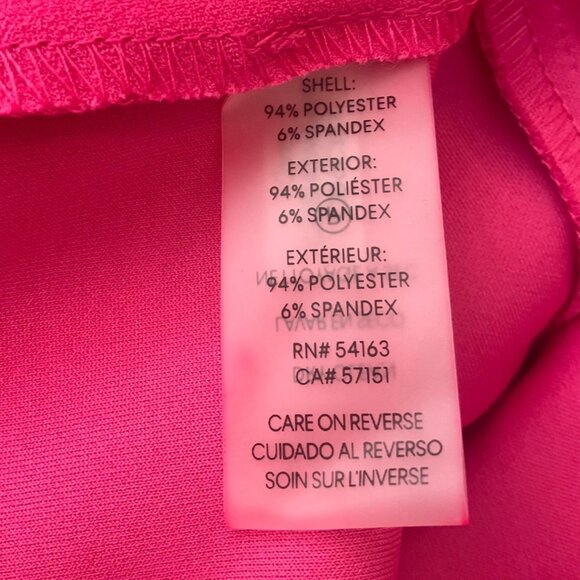 SHELL:
94% POLYESTER
6% SPANDEX
EXTERIOR:
94% POLIÉSTER
6% SPANDEX
EXTÉRIEUR:
94% POLYESTER
6% SPANDEX
RN# 54163
CA# 57151
CARE ON REVERSE
CUIDADO AL REVERSO
SOIN SUR L'INVERSE